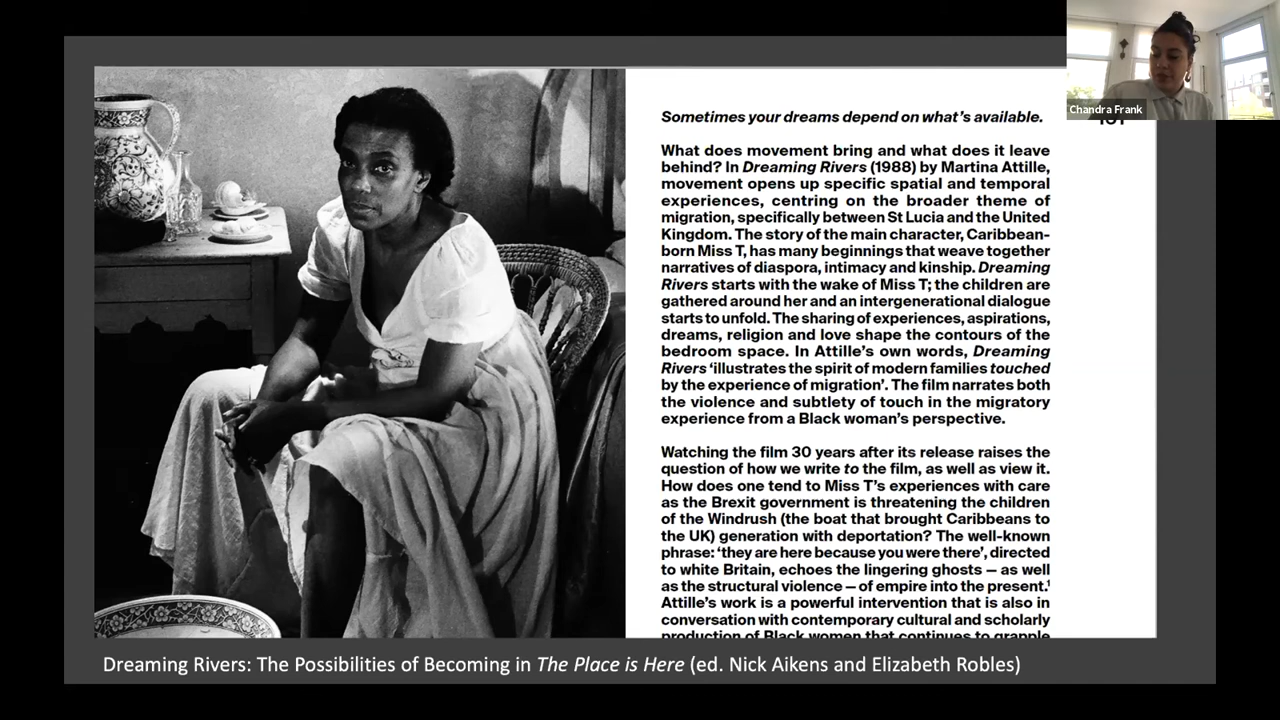 Chandra Frank
Sometimes your dreams depend on what's available.
What does movement bring and what does it leave
behind? In Dreaming Rivers (1988) by Martina Attille,
movement opens up specific spatial and temporal
experiences, centring on the broader theme of
migration, specifically between St Lucia and the United
Kingdom. The story of the main character, Caribbean-
born Miss T, has many beginnings that weave together
narratives of diaspora, intimacy and kinship. Dreaming
Rivers starts with the wake of Miss T; the children are
gathered around her and an intergenerational dialogue
starts to unfold. The sharing of experiences, aspirations,
dreams, religion and love shape the contours of the
bedroom space. In Attille's own words, Dreaming
Rivers 'illustrates the spirit of modern families touched
by the experience of migration'. The film narrates both
the violence and subtlety of touch in the migratory
experience from a Black woman's perspective.
Watching the film 30 years after its release raises the
question of how we write to the film, as well as view it.
How does one tend to Miss T's experiences with care
as the Brexit government is threatening the children
of the Windrush (the boat that brought Caribbeans to
the UK) generation with deportation? The well-known
phrase: 'they are here because you were there', directed
to white Britain, echoes the lingering ghosts — as well
as the structural violence — of empire into the present.¹
Attille's work is a powerful intervention that is also in
conversation with contemporary cultural and scholarly
production of Black women that continues to grapple
Dreaming Rivers: The Possibilities of Becoming in The Place is Here (ed. Nick Aikens and Elizabeth Robles)